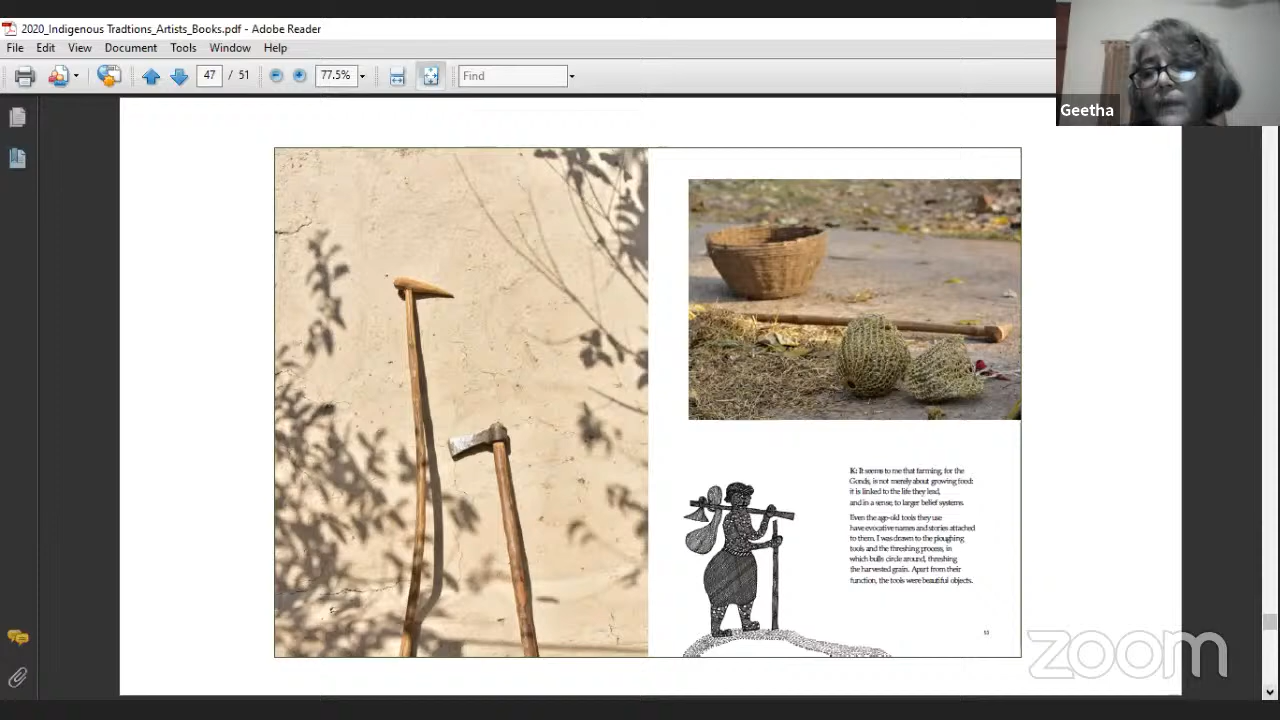 2020_Indigenous Tradtions_Artists_Books.pdf - Adobe Reader
File Edit View Document Tools Window Help
47 / 51 77.5% Find
Geetha
K: It seems to me that farming, for the
Gonds, is not merely about growing food:
it is linked to the life they lead,
and in a sense, to larger belief systems.
Even the age-old tools they use
have evocative names and stories attached
to them. I was drawn to the ploughing
tools and the threshing process, in
which bulls circle around, threshing
the harvested grain. Apart from their
function, the tools were beautiful objects.
53
zoom